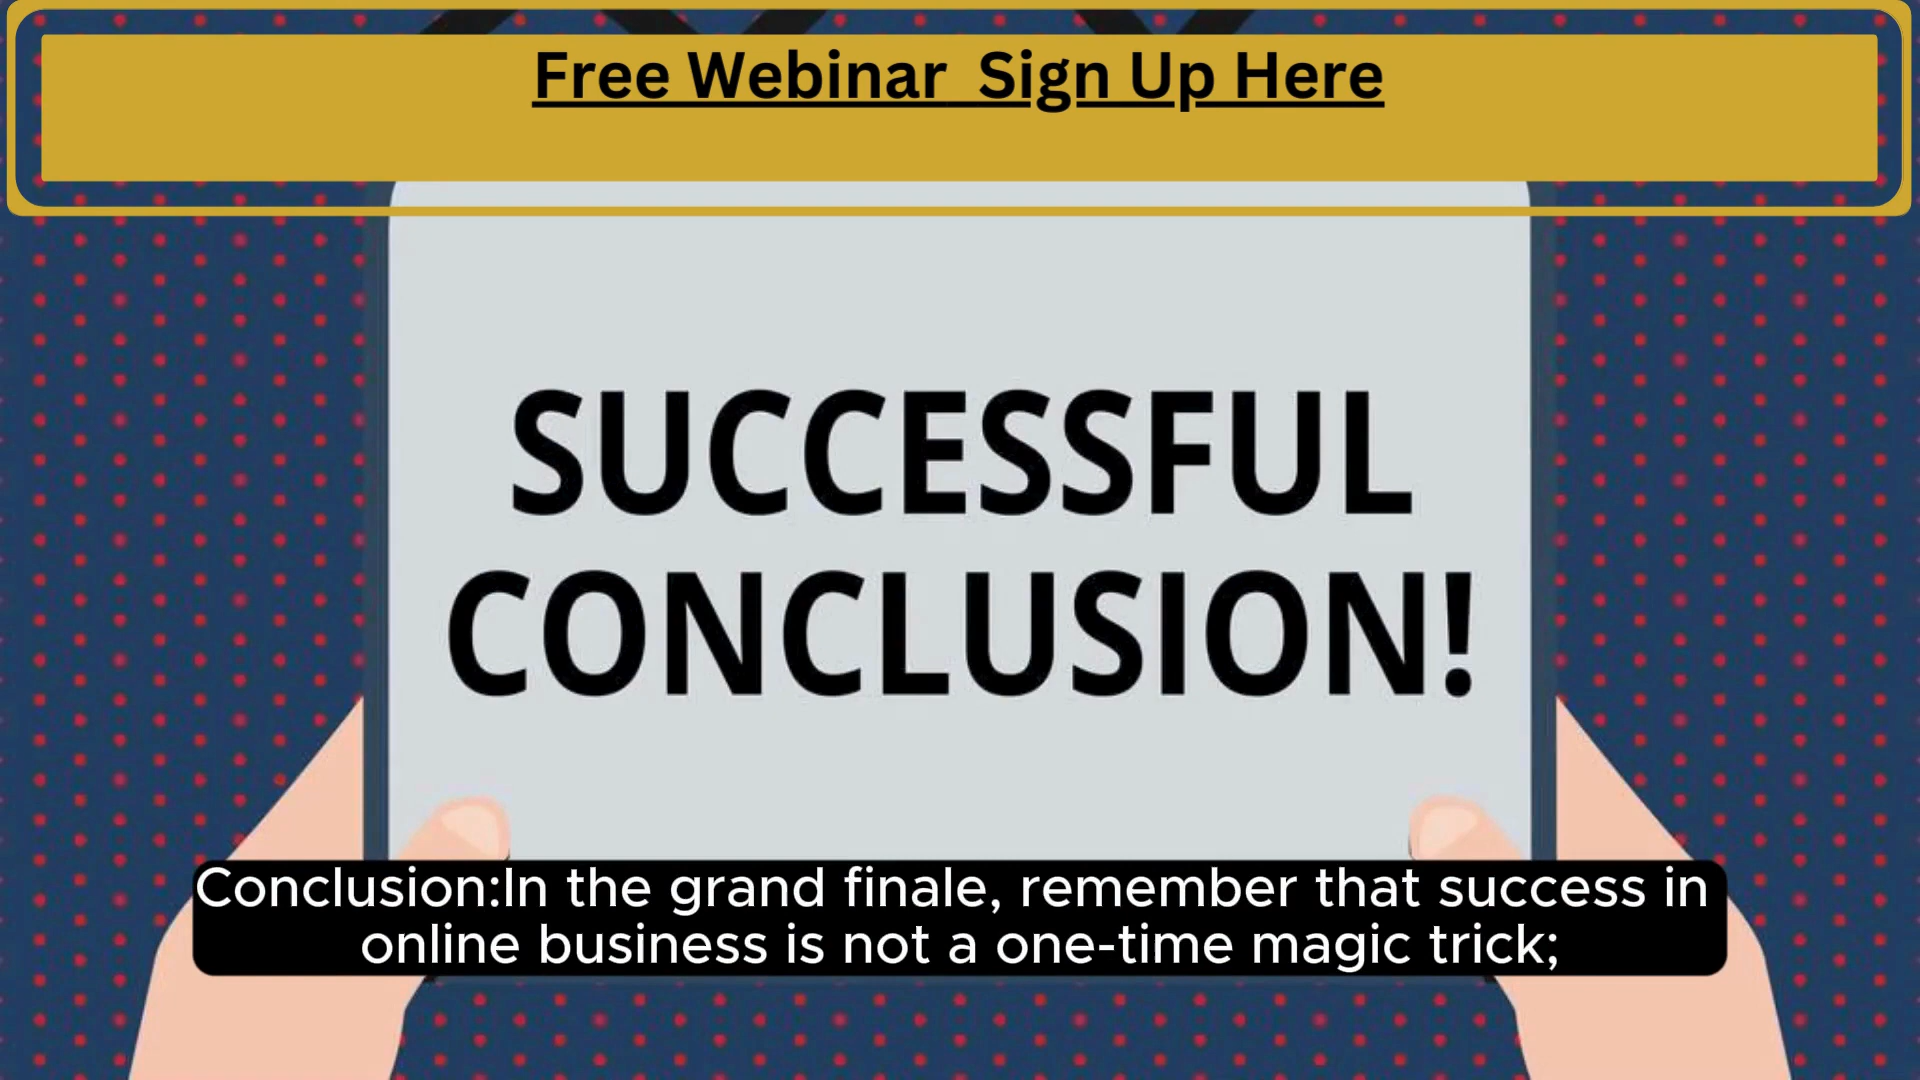 Free Webinar  Sign Up Here
SUCCESSFUL
CONCLUSION!
Conclusion:In the grand finale, remember that success in
online business is not a one-time magic trick;